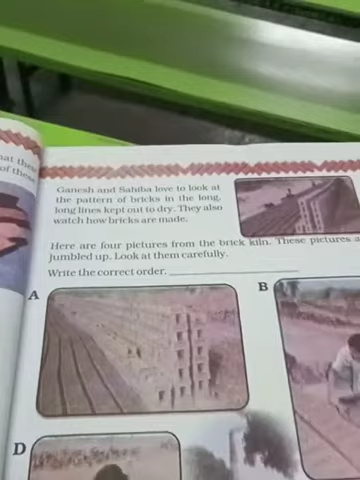 hat these
of these
Ganesh and Sahiba love to look at
the pattern of bricks in the long,
long lines kept out to dry. They also
watch how bricks are made.
Here are four pictures from the brick kiln. These pictures a
jumbled up. Look at them carefully.
Write the correct order.
A
B
D